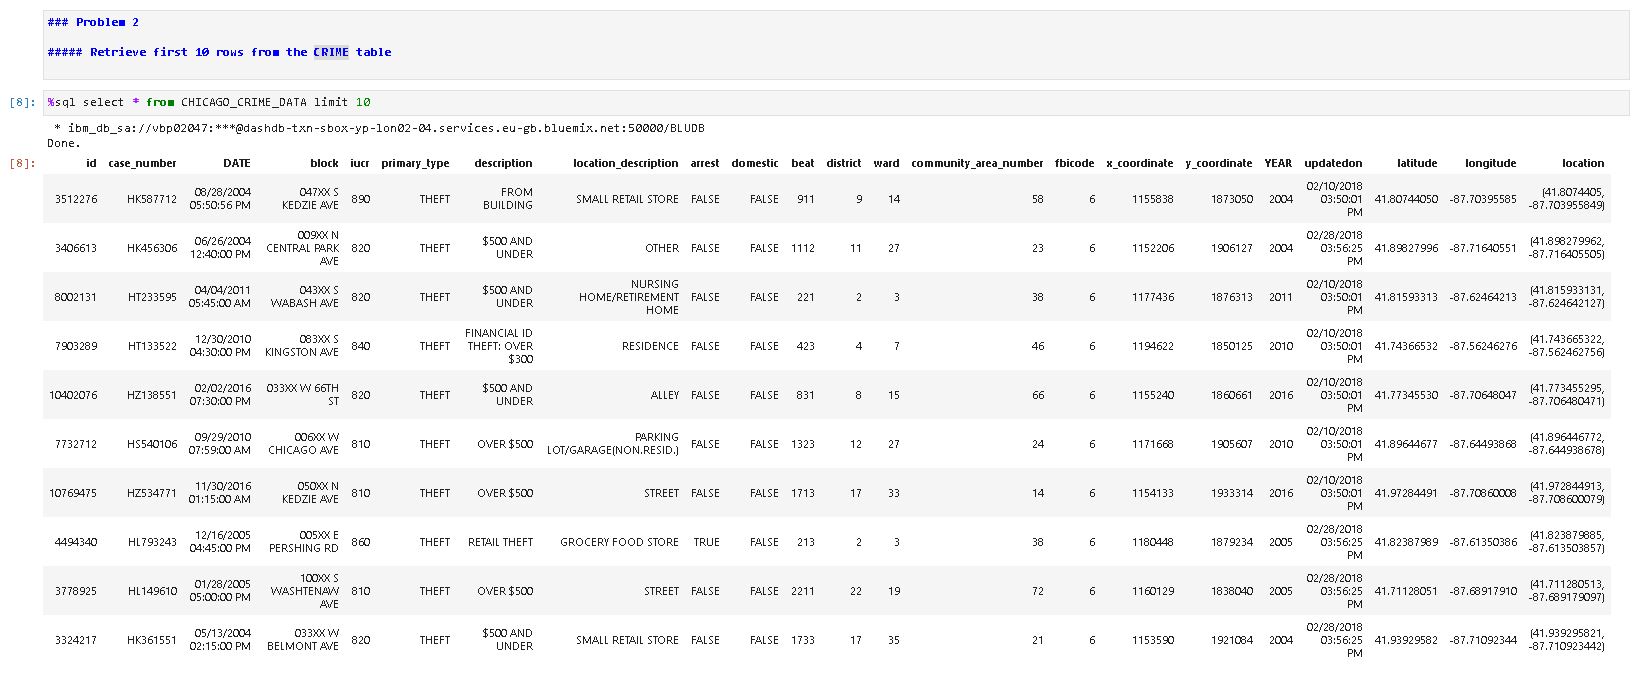 ### Problem 2
##### Retrieve first 10 rows from the CRIME table
[8]: %sql select * from CHICAGO_CRIME_DATA limit 10
* ibm_db_sa://vbp02047:***@dashdb-txn-sbox-yp-lon02-04.services.eu-gb.bluemix.net:50000/BLUDB
Done.
[8]: id case_number DATE block iucr primary_type description location_description arrest domestic beat district ward community_area_number fbicode x_coordinate y_coordinate YEAR updatedon latitude longitude location
3512276 HK587712 08/28/2004 05:50:56 PM 047XX S KEDZIE AVE 890 THEFT FROM BUILDING SMALL RETAIL STORE FALSE FALSE 911 9 14 58 6 1155838 1873050 2004 02/10/2018 03:50:01 PM 41.80744050 -87.70395585 (41.8074405, -87.703955849)
3406613 HK456306 06/26/2004 12:40:00 PM 009XX N CENTRAL PARK AVE 820 THEFT $500 AND UNDER OTHER FALSE FALSE 1112 11 27 23 6 1152206 1906127 2004 02/28/2018 03:56:25 PM 41.89827996 -87.71640551 (41.898279962, -87.716405505)
8002131 HT233595 04/04/2011 05:45:00 AM 043XX S WABASH AVE 820 THEFT $500 AND UNDER NURSING HOME/RETIREMENT HOME FALSE FALSE 221 2 3 38 6 1177436 1876313 2011 02/10/2018 03:50:01 PM 41.81593313 -87.62464213 (41.815933131, -87.624642127)
7903289 HT133522 12/30/2010 04:30:00 PM 083XX S KINGSTON AVE 840 THEFT FINANCIAL ID THEFT: OVER $300 RESIDENCE FALSE FALSE 423 4 7 46 6 1194622 1850125 2010 02/10/2018 03:50:01 PM 41.74366532 -87.56246276 (41.743665322, -87.562462756)
10402076 HZ138551 02/02/2016 07:30:00 PM 033XX W 66TH ST 820 THEFT $500 AND UNDER ALLEY FALSE FALSE 831 8 15 66 6 1155240 1860661 2016 02/10/2018 03:50:01 PM 41.77345530 -87.70648047 (41.773455295, -87.706480471)
7732712 HS540106 09/29/2010 07:59:00 AM 006XX W CHICAGO AVE 810 THEFT OVER $500 PARKING LOT/GARAGE(NON.RESID.) FALSE FALSE 1323 12 27 24 6 1171668 1905607 2010 02/10/2018 03:50:01 PM 41.89644677 -87.64493868 (41.896446772, -87.644938678)
10769475 HZ534771 11/30/2016 01:15:00 AM 050XX N KEDZIE AVE 810 THEFT OVER $500 STREET FALSE FALSE 1713 17 33 14 6 1154133 1933314 2016 02/10/2018 03:50:01 PM 41.97284491 -87.70860008 (41.972844913, -87.708600079)
4494340 HL793243 12/16/2005 04:45:00 PM 005XX E PERSHING RD 860 THEFT RETAIL THEFT GROCERY FOOD STORE TRUE FALSE 213 2 3 38 6 1180448 1879234 2005 02/28/2018 03:56:25 PM 41.82387989 -87.61350386 (41.823879885, -87.613503857)
3778925 HL149610 01/28/2005 05:00:00 PM 100XX S WASHTENAW AVE 810 THEFT OVER $500 STREET FALSE FALSE 2211 22 19 72 6 1160129 1838040 2005 02/28/2018 03:56:25 PM 41.71128051 -87.68917910 (41.711280513, -87.689179097)
3324217 HK361551 05/13/2004 02:15:00 PM 033XX W BELMONT AVE 820 THEFT $500 AND UNDER SMALL RETAIL STORE FALSE FALSE 1733 17 35 21 6 1153590 1921084 2004 02/28/2018 03:56:25 PM 41.93929582 -87.71092344 (41.939295821, -87.710923442)